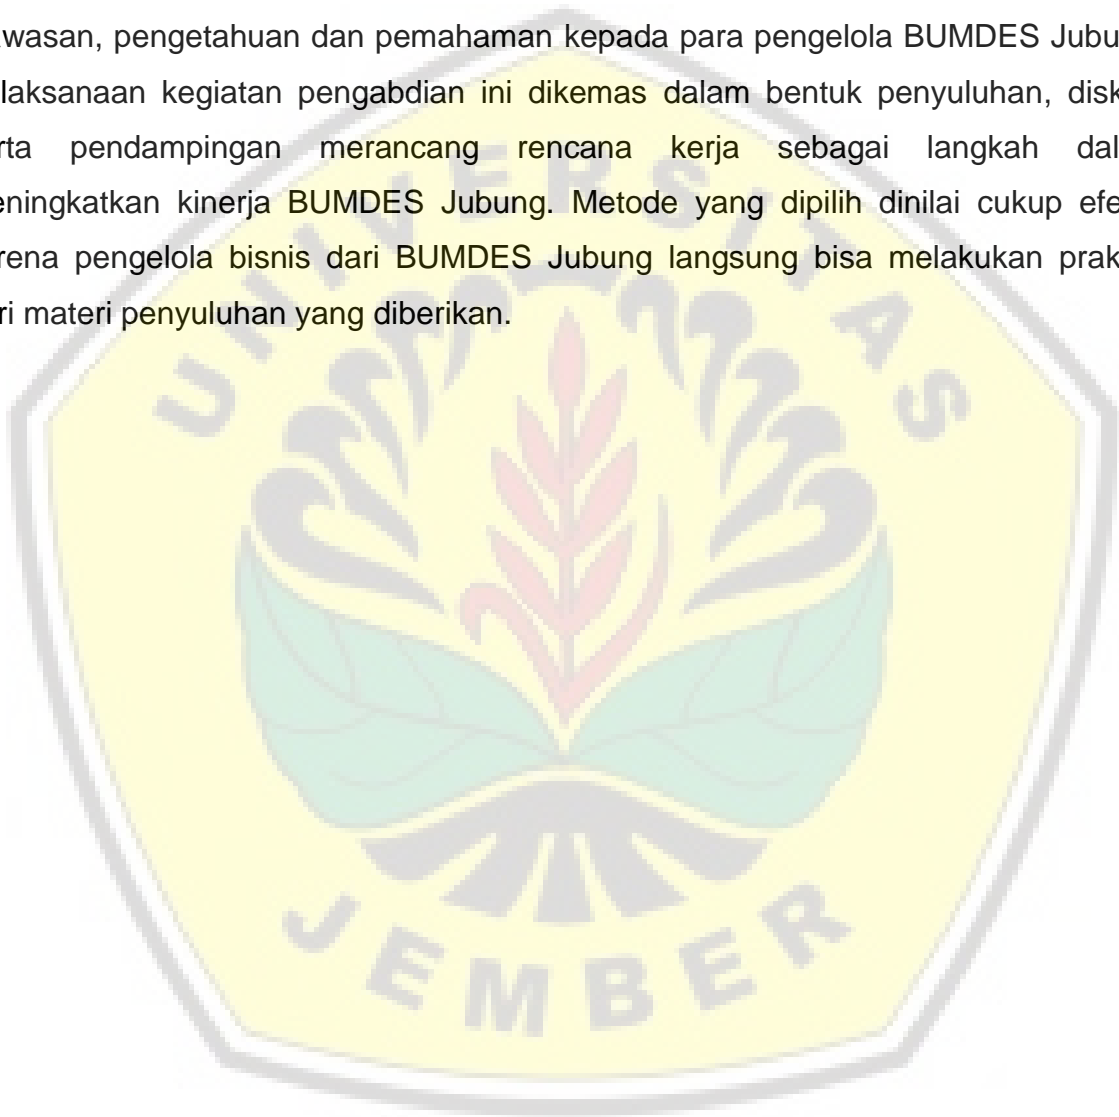 wasan, pengetahuan dan pemahaman kepada para pengelola BUMDES Jubu
laksanaan kegiatan pengabdian ini dikemas dalam bentuk penyuluhan, disk
rta pendampingan merancang rencana kerja sebagai langkah dal
eningkatkan kinerja BUMDES Jubung. Metode yang dipilih dinilai cukup efe
rena pengelola bisnis dari BUMDES Jubung langsung bisa melakukan prak
ri materi penyuluhan yang diberikan.
UNIVERSITAS
JEMBER